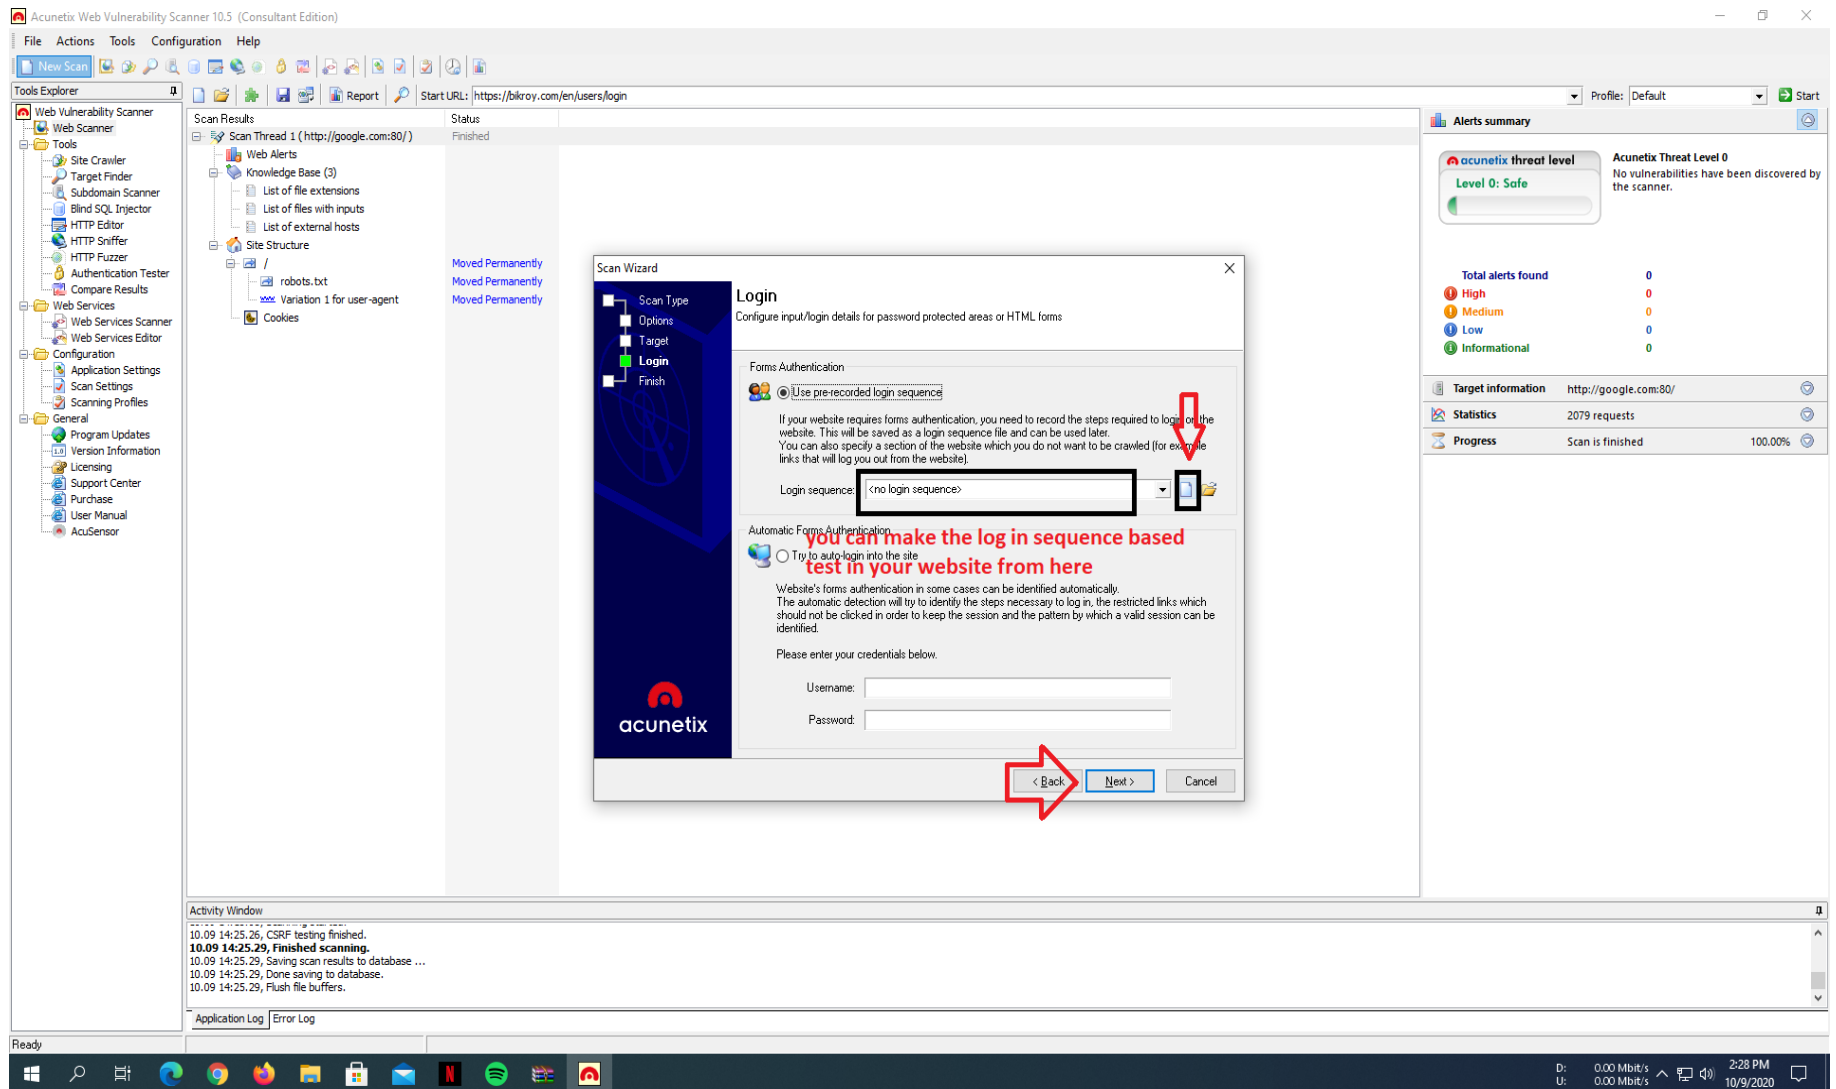 Acunetix Web Vulnerability Scanner 10.5 (Consultant Edition)
File Actions Tools Configuration Help
New Scan
Tools Explorer
Report
Start URL: https://bikroy.com/en/users/login
Profile: Default
Start
Web Vulnerability Scanner
Web Scanner
Tools
Site Crawler
Target Finder
Subdomain Scanner
Blind SQL Injector
HTTP Editor
HTTP Sniffer
HTTP Fuzzer
Authentication Tester
Compare Results
Web Services
Web Services Scanner
Web Services Editor
Configuration
Application Settings
Scan Settings
Scanning Profiles
General
Program Updates
Version Information
Licensing
Support Center
Purchase
User Manual
AcuSensor
Scan Results Status
Scan Thread 1 ( http://google.com:80/ ) Finished
Web Alerts
Knowledge Base (3)
List of file extensions
List of files with inputs
List of external hosts
Site Structure
/ Moved Permanently
robots.txt Moved Permanently
Variation 1 for user-agent Moved Permanently
Cookies
Scan Wizard
Scan Type
Options
Target
Login
Finish
acunetix
Login
Configure input/login details for password protected areas or HTML forms
Forms Authentication
Use pre-recorded login sequence
If your website requires forms authentication, you need to record the steps required to login on the
website. This will be saved as a login sequence file and can be used later.
You can also specify a section of the website which you do not want to be crawled (for example
links that will log you out from the website).
Login sequence: <no login sequence>
Automatic Forms Authentication
you can make the log in sequence based
Try to auto-login into the site
test in your website from here
Website's forms authentication in some cases can be identified automatically.
The automatic detection will try to identify the steps necessary to log in, the restricted links which
should not be clicked in order to keep the session and the pattern by which a valid session can be
identified.
Please enter your credentials below.
Username:
Password:
< Back Next > Cancel
Alerts summary
acunetix threat level
Level 0: Safe
Acunetix Threat Level 0
No vulnerabilities have been discovered by
the scanner.
Total alerts found 0
High 0
Medium 0
Low 0
Informational 0
Target information http://google.com:80/
Statistics 2079 requests
Progress Scan is finished 100.00%
Activity Window
10.09 14:25.26, CSRF testing finished.
10.09 14:25.29, Finished scanning.
10.09 14:25.29, Saving scan results to database ...
10.09 14:25.29, Done saving to database.
10.09 14:25.29, Flush file buffers.
Application Log Error Log
Ready
D: 0.00 Mbit/s
U: 0.00 Mbit/s
2:28 PM
10/9/2020